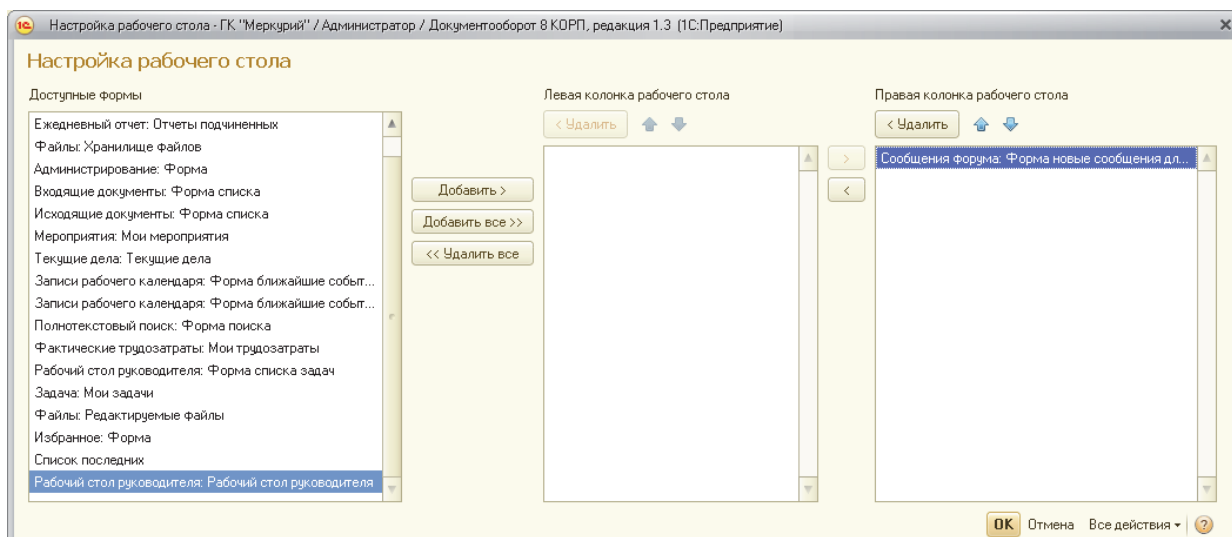 1С Настройка рабочего стола - ГК "Меркурий" / Администратор / Документооборот 8 КОРП, редакция 1.3 (1С:Предприятие)
Настройка рабочего стола
Доступные формы
Ежедневный отчет: Отчеты подчиненных
Файлы: Хранилище файлов
Администрирование: Форма
Входящие документы: Форма списка
Исходящие документы: Форма списка
Мероприятия: Мои мероприятия
Текущие дела: Текущие дела
Записи рабочего календаря: Форма ближайшие событ...
Записи рабочего календаря: Форма ближайшие событ...
Полнотекстовый поиск: Форма поиска
Фактические трудозатраты: Мои трудозатраты
Рабочий стол руководителя: Форма списка задач
Задача: Мои задачи
Файлы: Редактируемые файлы
Избранное: Форма
Список последних
Рабочий стол руководителя: Рабочий стол руководителя
Добавить >
Добавить все >>
<< Удалить все
Левая колонка рабочего стола
< Удалить
>
<
Правая колонка рабочего стола
< Удалить
Сообщения форума: Форма новые сообщения дл...
OK Отмена Все действия ?